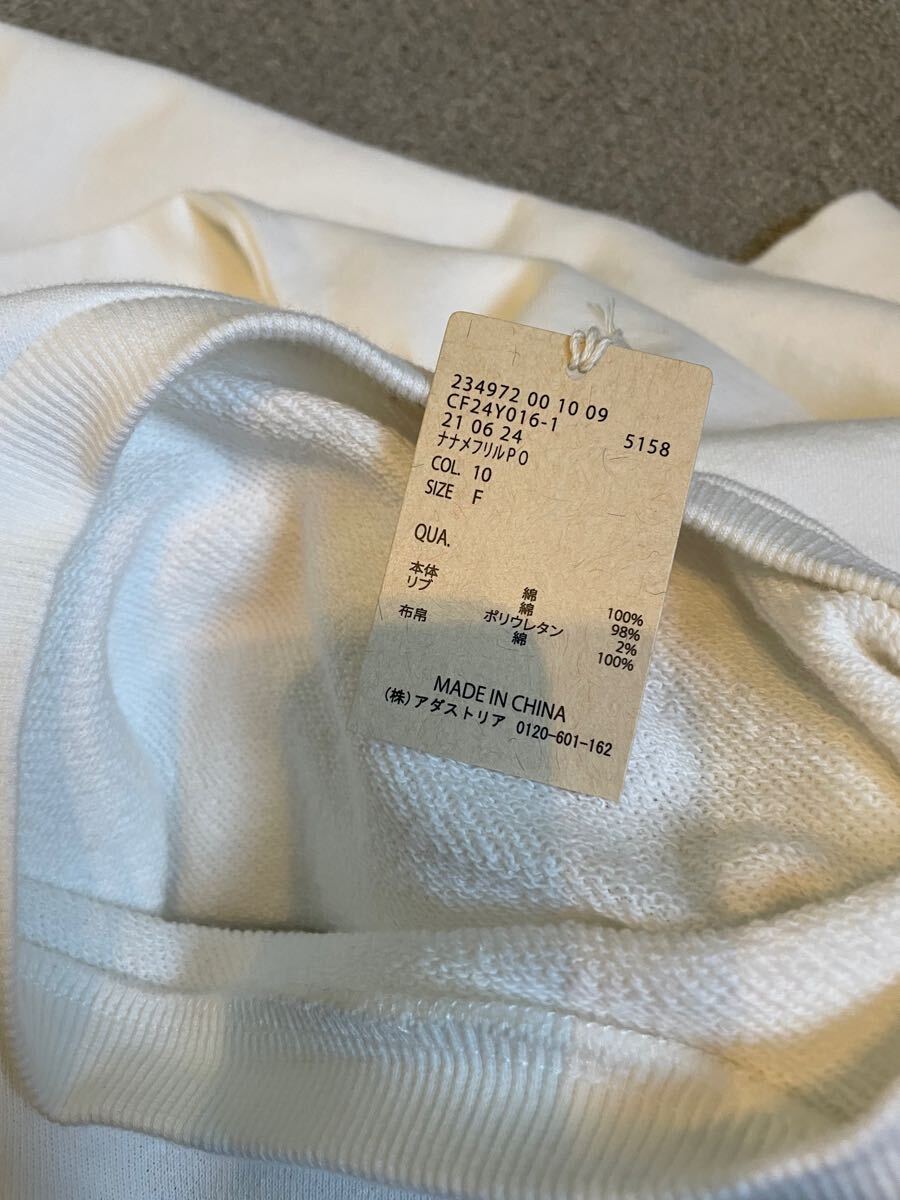 234972 00 10 09
CF24Y016-1
21 06 24 5158
ナナメフリルPO
COL. 10
SIZE F
QUA.
本体 綿 100%
リブ 綿 98%
ポリウレタン 2%
布帛 綿 100%
MADE IN CHINA
(株)アダストリア 0120-601-162